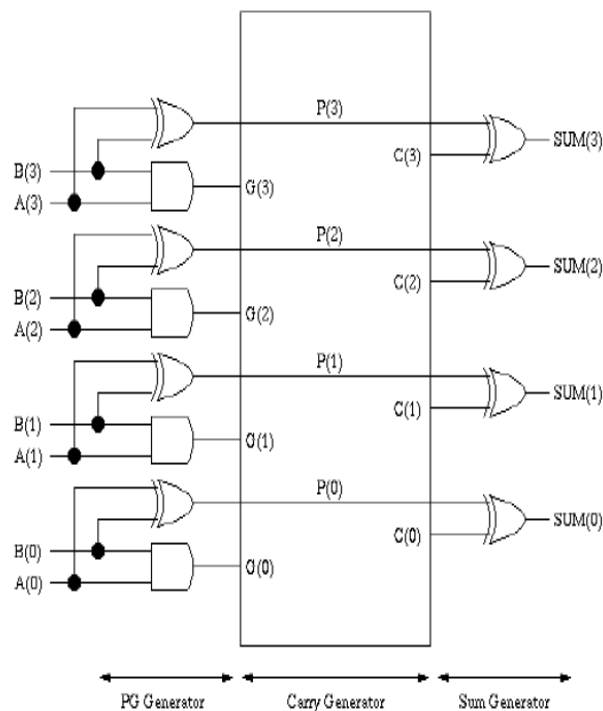 P(3)
SUM(3)
C(3)
B(3)
G(3)
A(3)
P(2)
SUM(2)
C(2)
B(2)
G(2)
A(2)
P(1)
SUM(1)
C(1)
B(1)
G(1)
A(1)
P(0)
SUM(0)
C(0)
B(0)
G(0)
A(0)
PG Generator Carry Generator Sum Generator